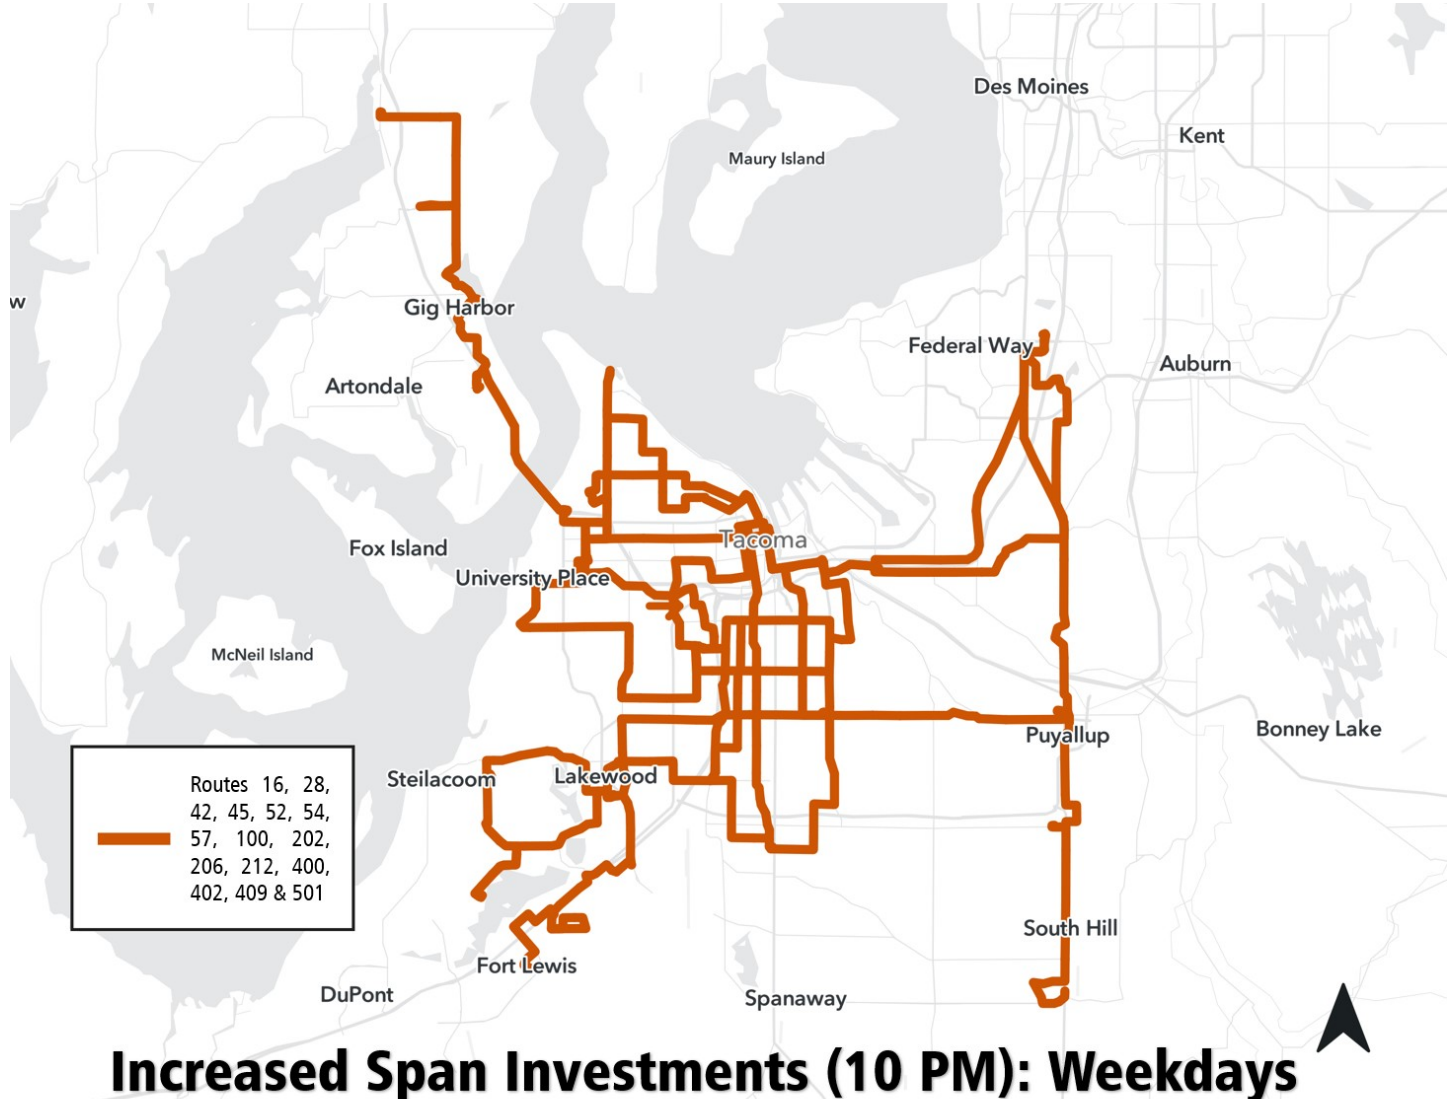 Des Moines
Kent
Maury Island
w
Gig Harbor
Federal Way
Auburn
Artondale
Tacoma
Fox Island
University Place
McNeil Island
Puyallup
Bonney Lake
Steilacoom
Lakewood
Routes 16, 28,
42, 45, 52, 54,
57, 100, 202,
206, 212, 400,
402, 409 & 501
South Hill
Fort Lewis
DuPont
Spanaway
Increased Span Investments (10 PM): Weekdays